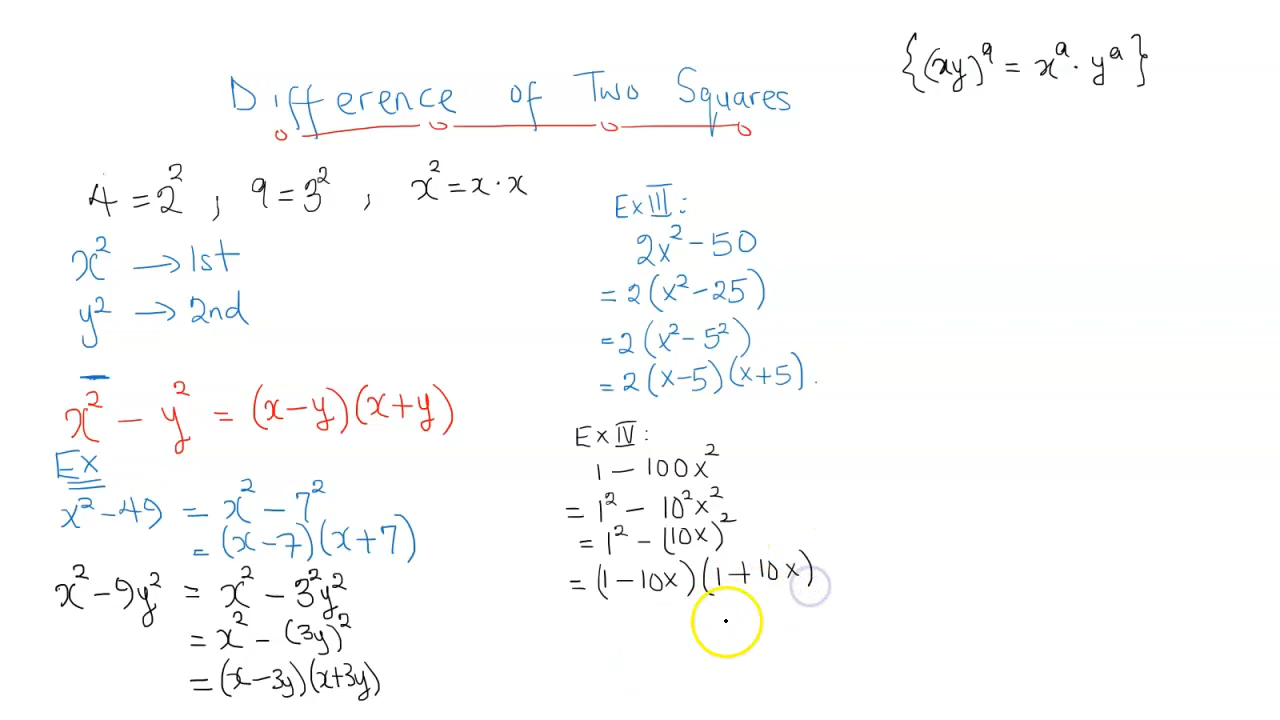 Difference of Two Squares
{(xy)^a = x^a · y^a}
4 = 2² ; 9 = 3² , x² = x · x
x² → 1st
y² → 2nd
x² − y² = (x−y)(x+y)
Ex
x² − 49 = x² − 7²
= (x−7)(x+7)
x² − 9y² = x² − 3²y²
= x² − (3y)²
= (x−3y)(x+3y)
Ex III:
2x² − 50
= 2(x² − 25)
= 2(x² − 5²)
= 2(x−5)(x+5).
Ex IV:
1 − 100x²
= 1² − 10²x²
= 1² − (10x)²
= (1−10x)(1+10x)